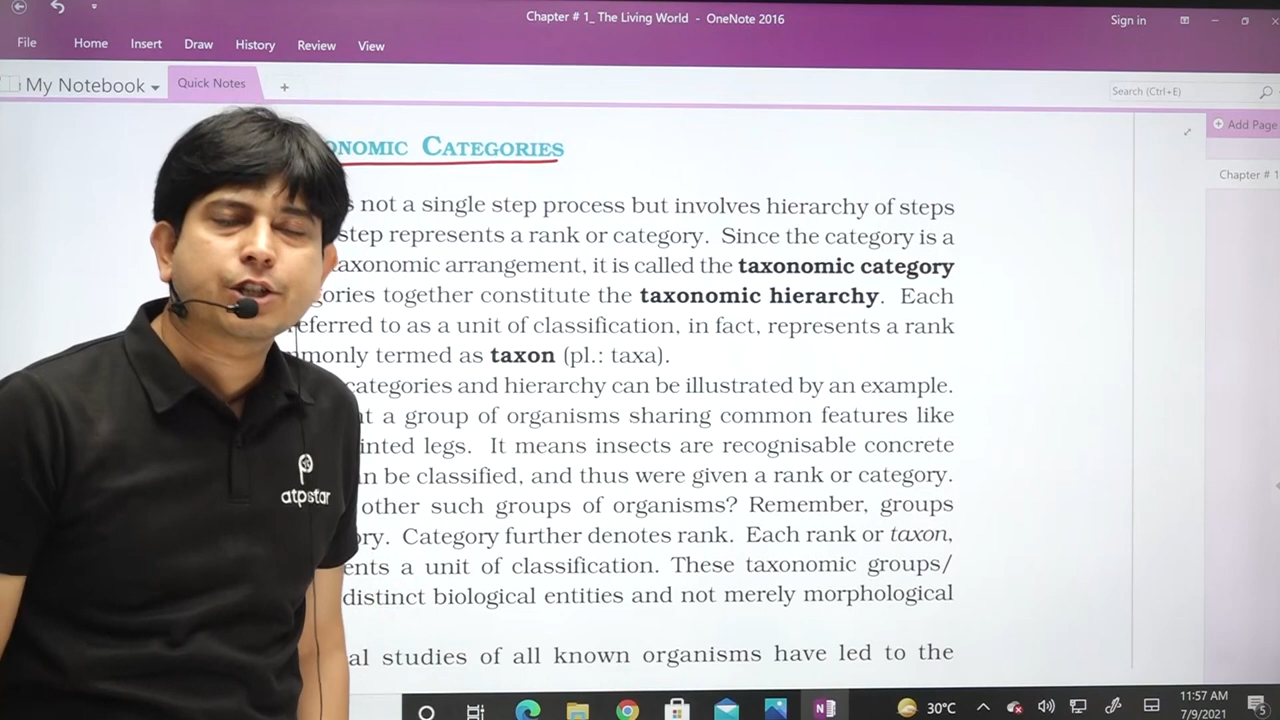 Chapter # 1_ The Living World - OneNote 2016
Sign in
File Home Insert Draw History Review View
My Notebook
Quick Notes
Search (Ctrl+E)
Add Page
Chapter # 1
ONOMIC CATEGORIES
not a single step process but involves hierarchy of steps
step represents a rank or category. Since the category is a
taxonomic arrangement, it is called the taxonomic category
gories together constitute the taxonomic hierarchy. Each
referred to as a unit of classification, in fact, represents a rank
monly termed as taxon (pl.: taxa).
categories and hierarchy can be illustrated by an example.
at a group of organisms sharing common features like
inted legs. It means insects are recognisable concrete
an be classified, and thus were given a rank or category.
other such groups of organisms? Remember, groups
ory. Category further denotes rank. Each rank or taxon,
ents a unit of classification. These taxonomic groups/
distinct biological entities and not merely morphological
al studies of all known organisms have led to the
atpstar
30°C
11:57 AM
7/9/2021
5